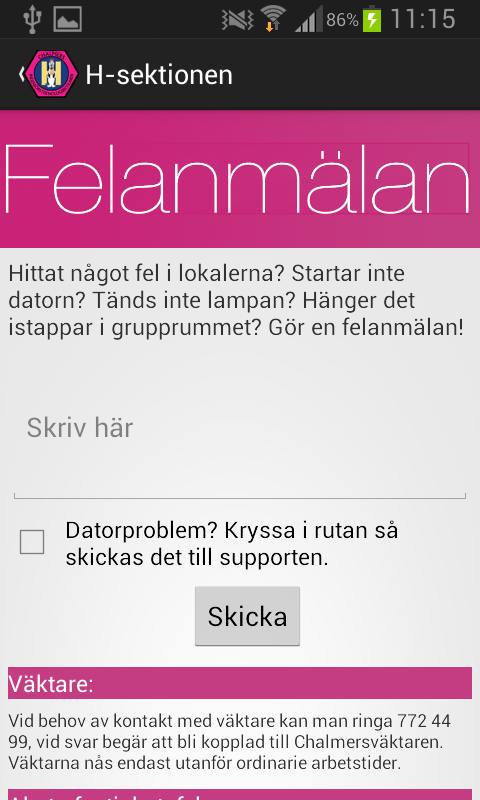 86% 11:15
H-sektionen
Felanmälan
Hittat något fel i lokalerna? Startar inte
datorn? Tänds inte lampan? Hänger det
istappar i grupprummet? Gör en felanmälan!
Skriv här
Datorproblem? Kryssa i rutan så
skickas det till supporten.
Skicka
Väktare:
Vid behov av kontakt med väktare kan man ringa 772 44
99, vid svar begär att bli kopplad till Chalmersväktaren.
Väktarna nås endast utanför ordinarie arbetstider.